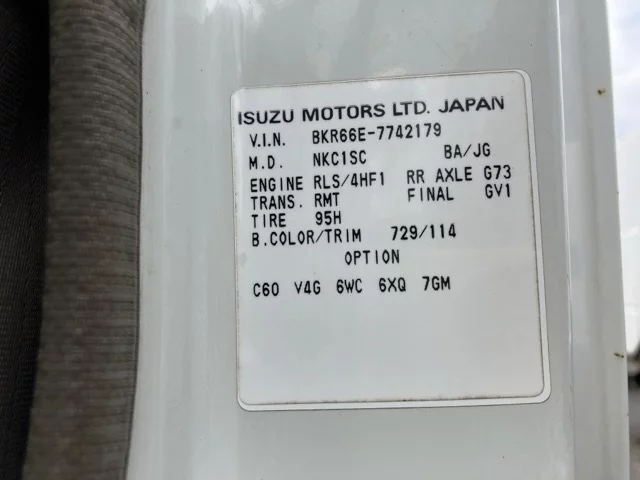 ISUZU MOTORS LTD. JAPAN
V.I.N. BKR66E-7742179
M.D. NKC1SC BA/JG
ENGINE RLS/4HF1 RR AXLE G73
TRANS. RMT FINAL GV1
TIRE 95H
B.COLOR/TRIM 729/114
OPTION
C60 V4G 6WC 6XQ 7GM